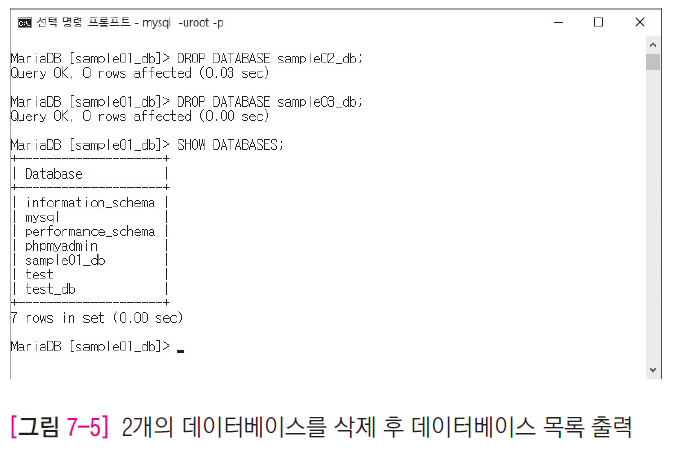 선택 명령 프롬프트 - mysql -uroot -p
MariaDB [sample01_db]> DROP DATABASE sample02_db;
Query OK, 0 rows affected (0.03 sec)
MariaDB [sample01_db]> DROP DATABASE sample03_db;
Query OK, 0 rows affected (0.00 sec)
MariaDB [sample01_db]> SHOW DATABASES;
+--------------------+
| Database           |
+--------------------+
| information_schema |
| mysql              |
| performance_schema |
| phpmyadmin         |
| sample01_db        |
| test               |
| test_db            |
+--------------------+
7 rows in set (0.00 sec)
MariaDB [sample01_db]> _
[그림 7-5] 2개의 데이터베이스를 삭제 후 데이터베이스 목록 출력